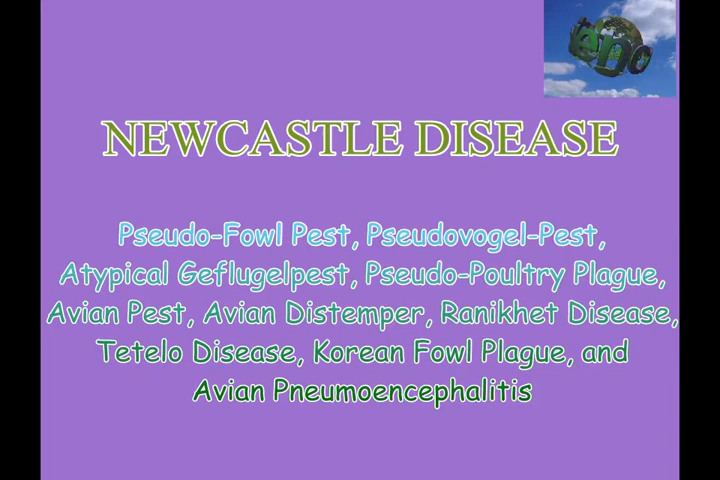 eno
NEWCASTLE DISEASE
Pseudo-Fowl Pest, Pseudovogel-Pest,
Atypical Geflugelpest, Pseudo-Poultry Plague,
Avian Pest, Avian Distemper, Ranikhet Disease,
Tetelo Disease, Korean Fowl Plague, and
Avian Pneumoencephalitis